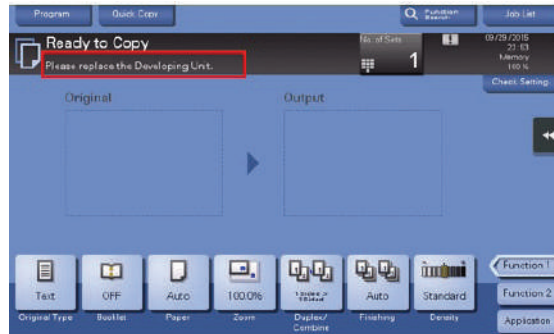 Program
Quick Copy
Function
Search
Job List
Ready to Copy
Please replace the Developing Unit.
No. of Sets
1
09/29/2015
Memory
100 %
Check Setting
Original
Output
Text
OFF
Auto
100.0%
Auto
Standard
Function 1
Function 2
Application
Original Type
Booklet
Paper
Zoom
Duplex/
Combine
Finishing
Density